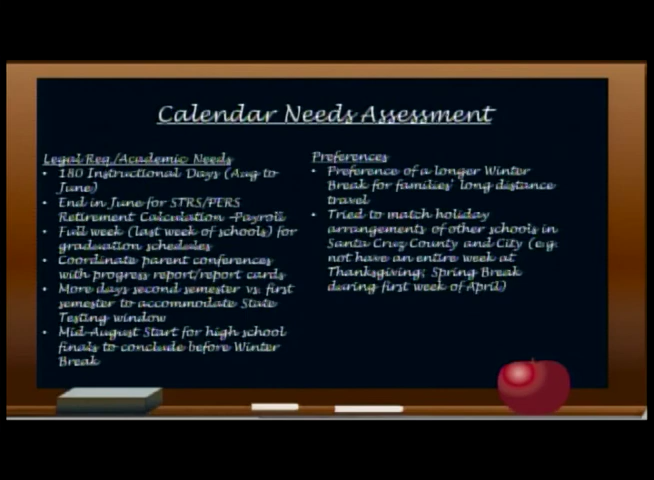 Calendar Needs Assessment
Legal Req./Academic Needs
• 180 Instructional Days (Aug to
June)
• End in June for STRS/PERS
Retirement Calculation -Payroll
• Full week (last week of schools) for
graduation schedules
• Coordinate parent conferences
with progress report/report cards
• More days second semester vs. first
semester to accommodate State
Testing window
• Mid-August Start for high school
finals to conclude before Winter
Break
Preferences
• Preference of a longer Winter
Break for families' long distance
travel
• Tried to match holiday
arrangements of other schools in
Santa Cruz County and City (e.g.
not have an entire week at
Thanksgiving; Spring Break
during first week of April)